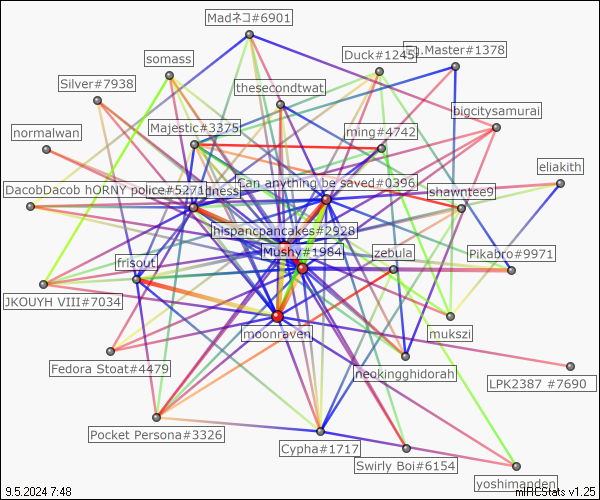 Madネコ#6901
somass
Duck#1245
g.Master#1378
Silver#7938
thesecondtwat
bigcitysamurai
normalwan
Majestic#3375
ming#4742
eliakith
DacobDacob hORNY police#5271
dness
Can anything be saved#0396
shawntee9
hispancpancakes#2928
Mushy#1984
zebula
Pikabro#9971
frisout
JKOUYH VIII#7034
moonraven
mukszi
Fedora Stoat#4479
neokingghidorah
LPK2387 #7690
Pocket Persona#3326
Cypha#1717
Swirly Boi#6154
yoshimanden
9.5.2024 7:48
mIRCStats v1.25